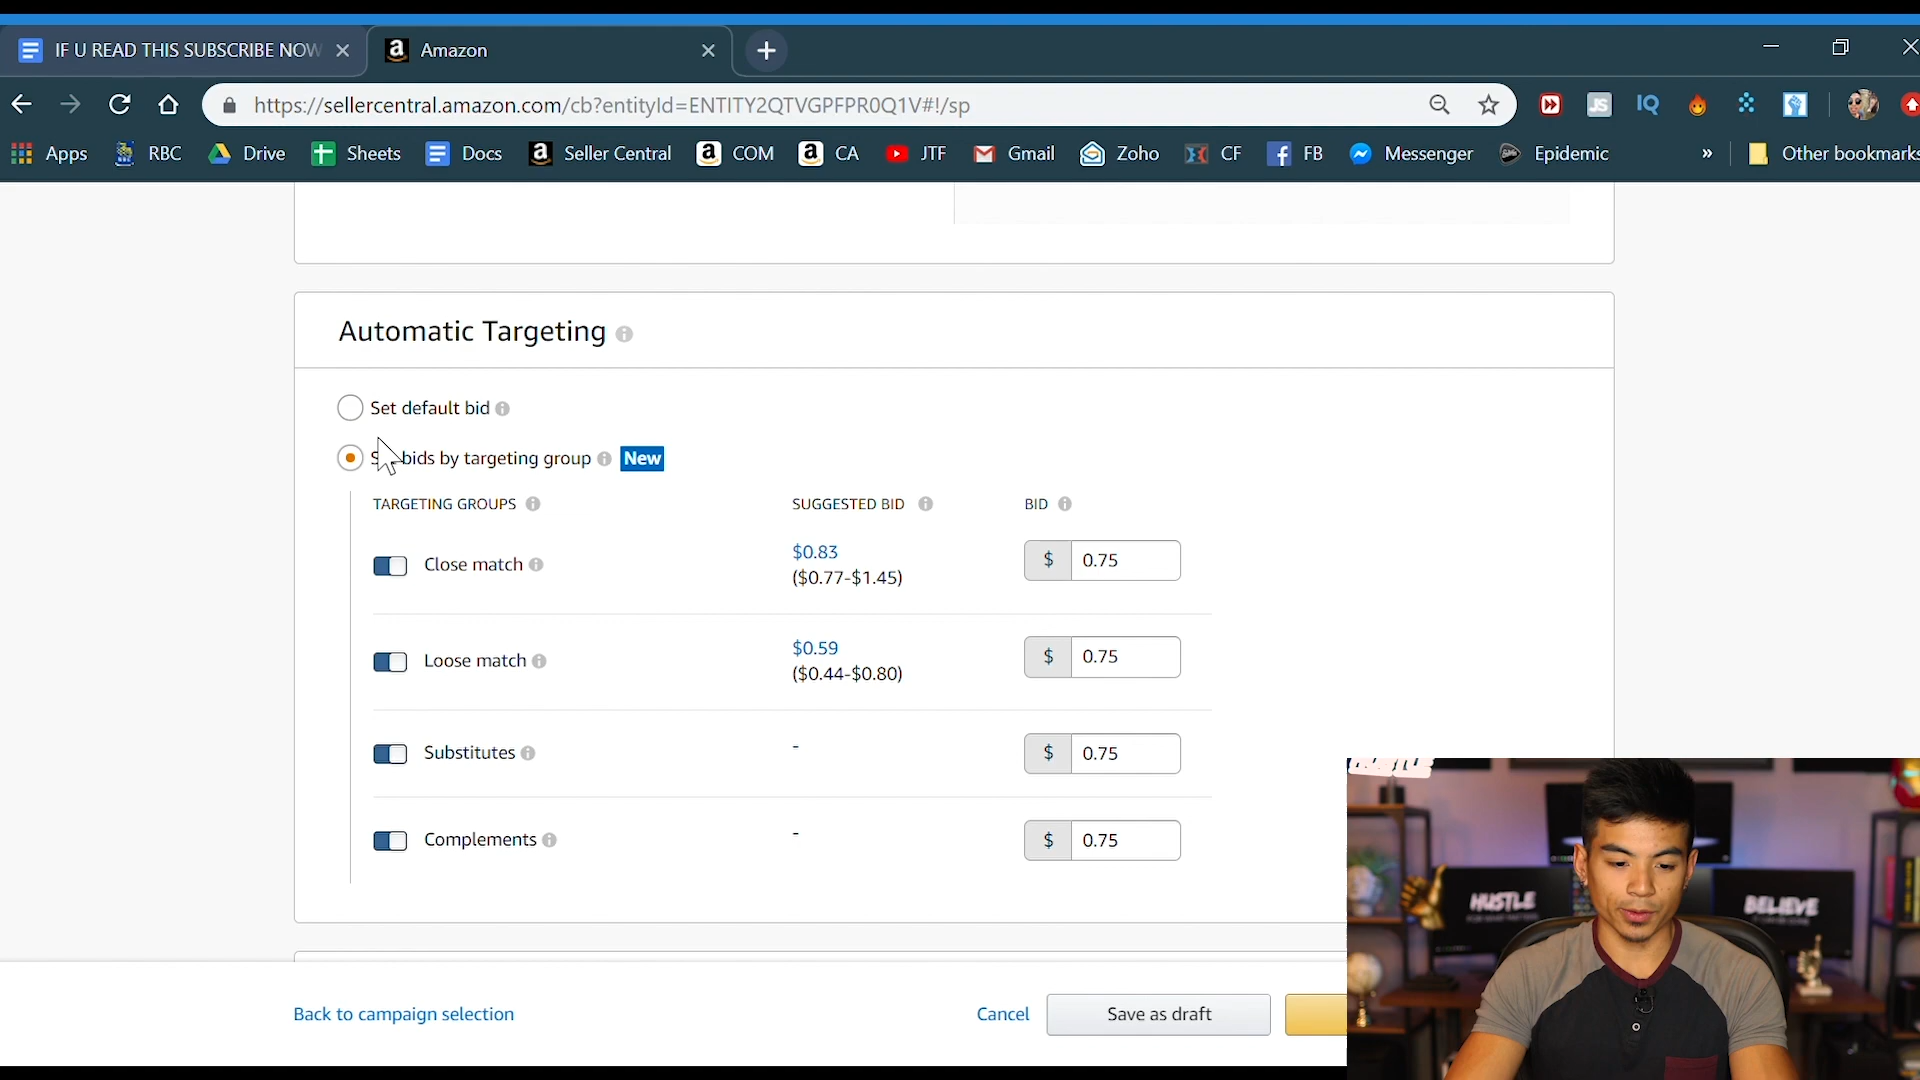 IF U READ THIS SUBSCRIBE NOW
Amazon
https://sellercentral.amazon.com/cb?entityId=ENTITY2QTVGPFPR0Q1V#!/sp
JS
IQ
Apps
RBC
Drive
Sheets
Docs
Seller Central
COM
CA
JTF
Gmail
Zoho
CF
FB
Messenger
Epidemic
»
Other bookmarks
Automatic Targeting
Set default bid
bids by targeting group
New
TARGETING GROUPS
SUGGESTED BID
BID
Close match
$0.83
($0.77-$1.45)
$ 0.75
Loose match
$0.59
($0.44-$0.80)
$ 0.75
Substitutes
-
$ 0.75
Complements
-
$ 0.75
Back to campaign selection
Cancel
Save as draft
HUSTLE
BELIEVE